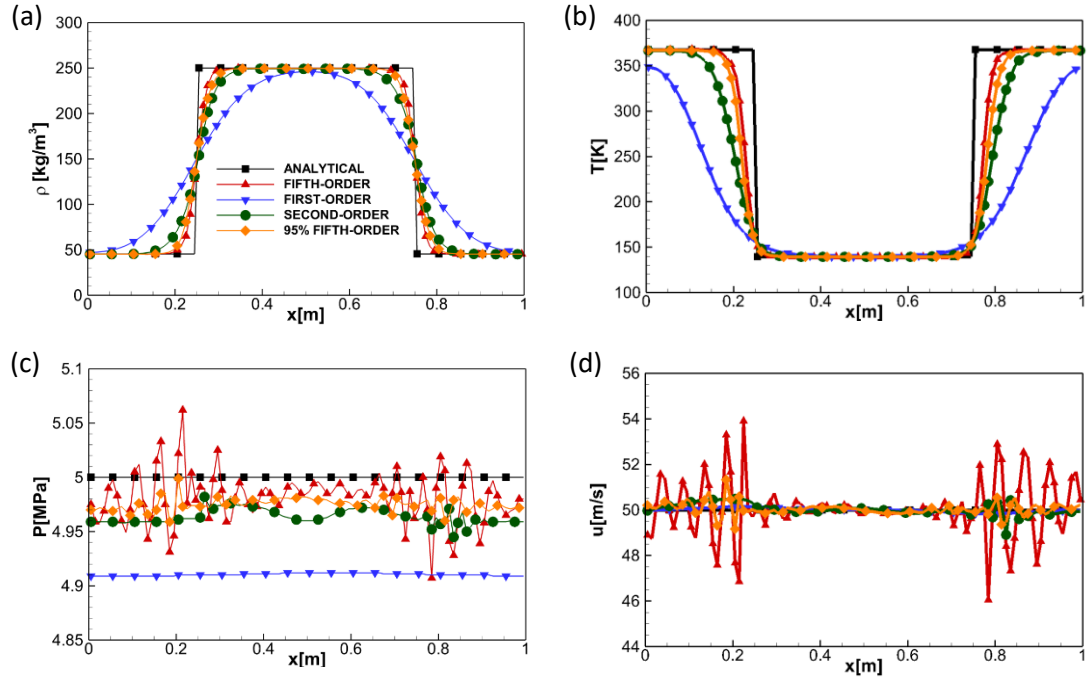 (a)
ρ [kg/m³]
300
250
200
150
100
50
0
ANALYTICAL
FIFTH-ORDER
FIRST-ORDER
SECOND-ORDER
95% FIFTH-ORDER
0 0.2 0.4 0.6 0.8 1
x[m]
(b)
T[K]
400
350
300
250
200
150
100
0 0.2 0.4 0.6 0.8 1
x[m]
(c)
P[MPa]
5.1
5.05
5
4.95
4.9
4.85
0 0.2 0.4 0.6 0.8 1
x[m]
(d)
u[m/s]
56
54
52
50
48
46
44
0 0.2 0.4 0.6 0.8 1
x[m]